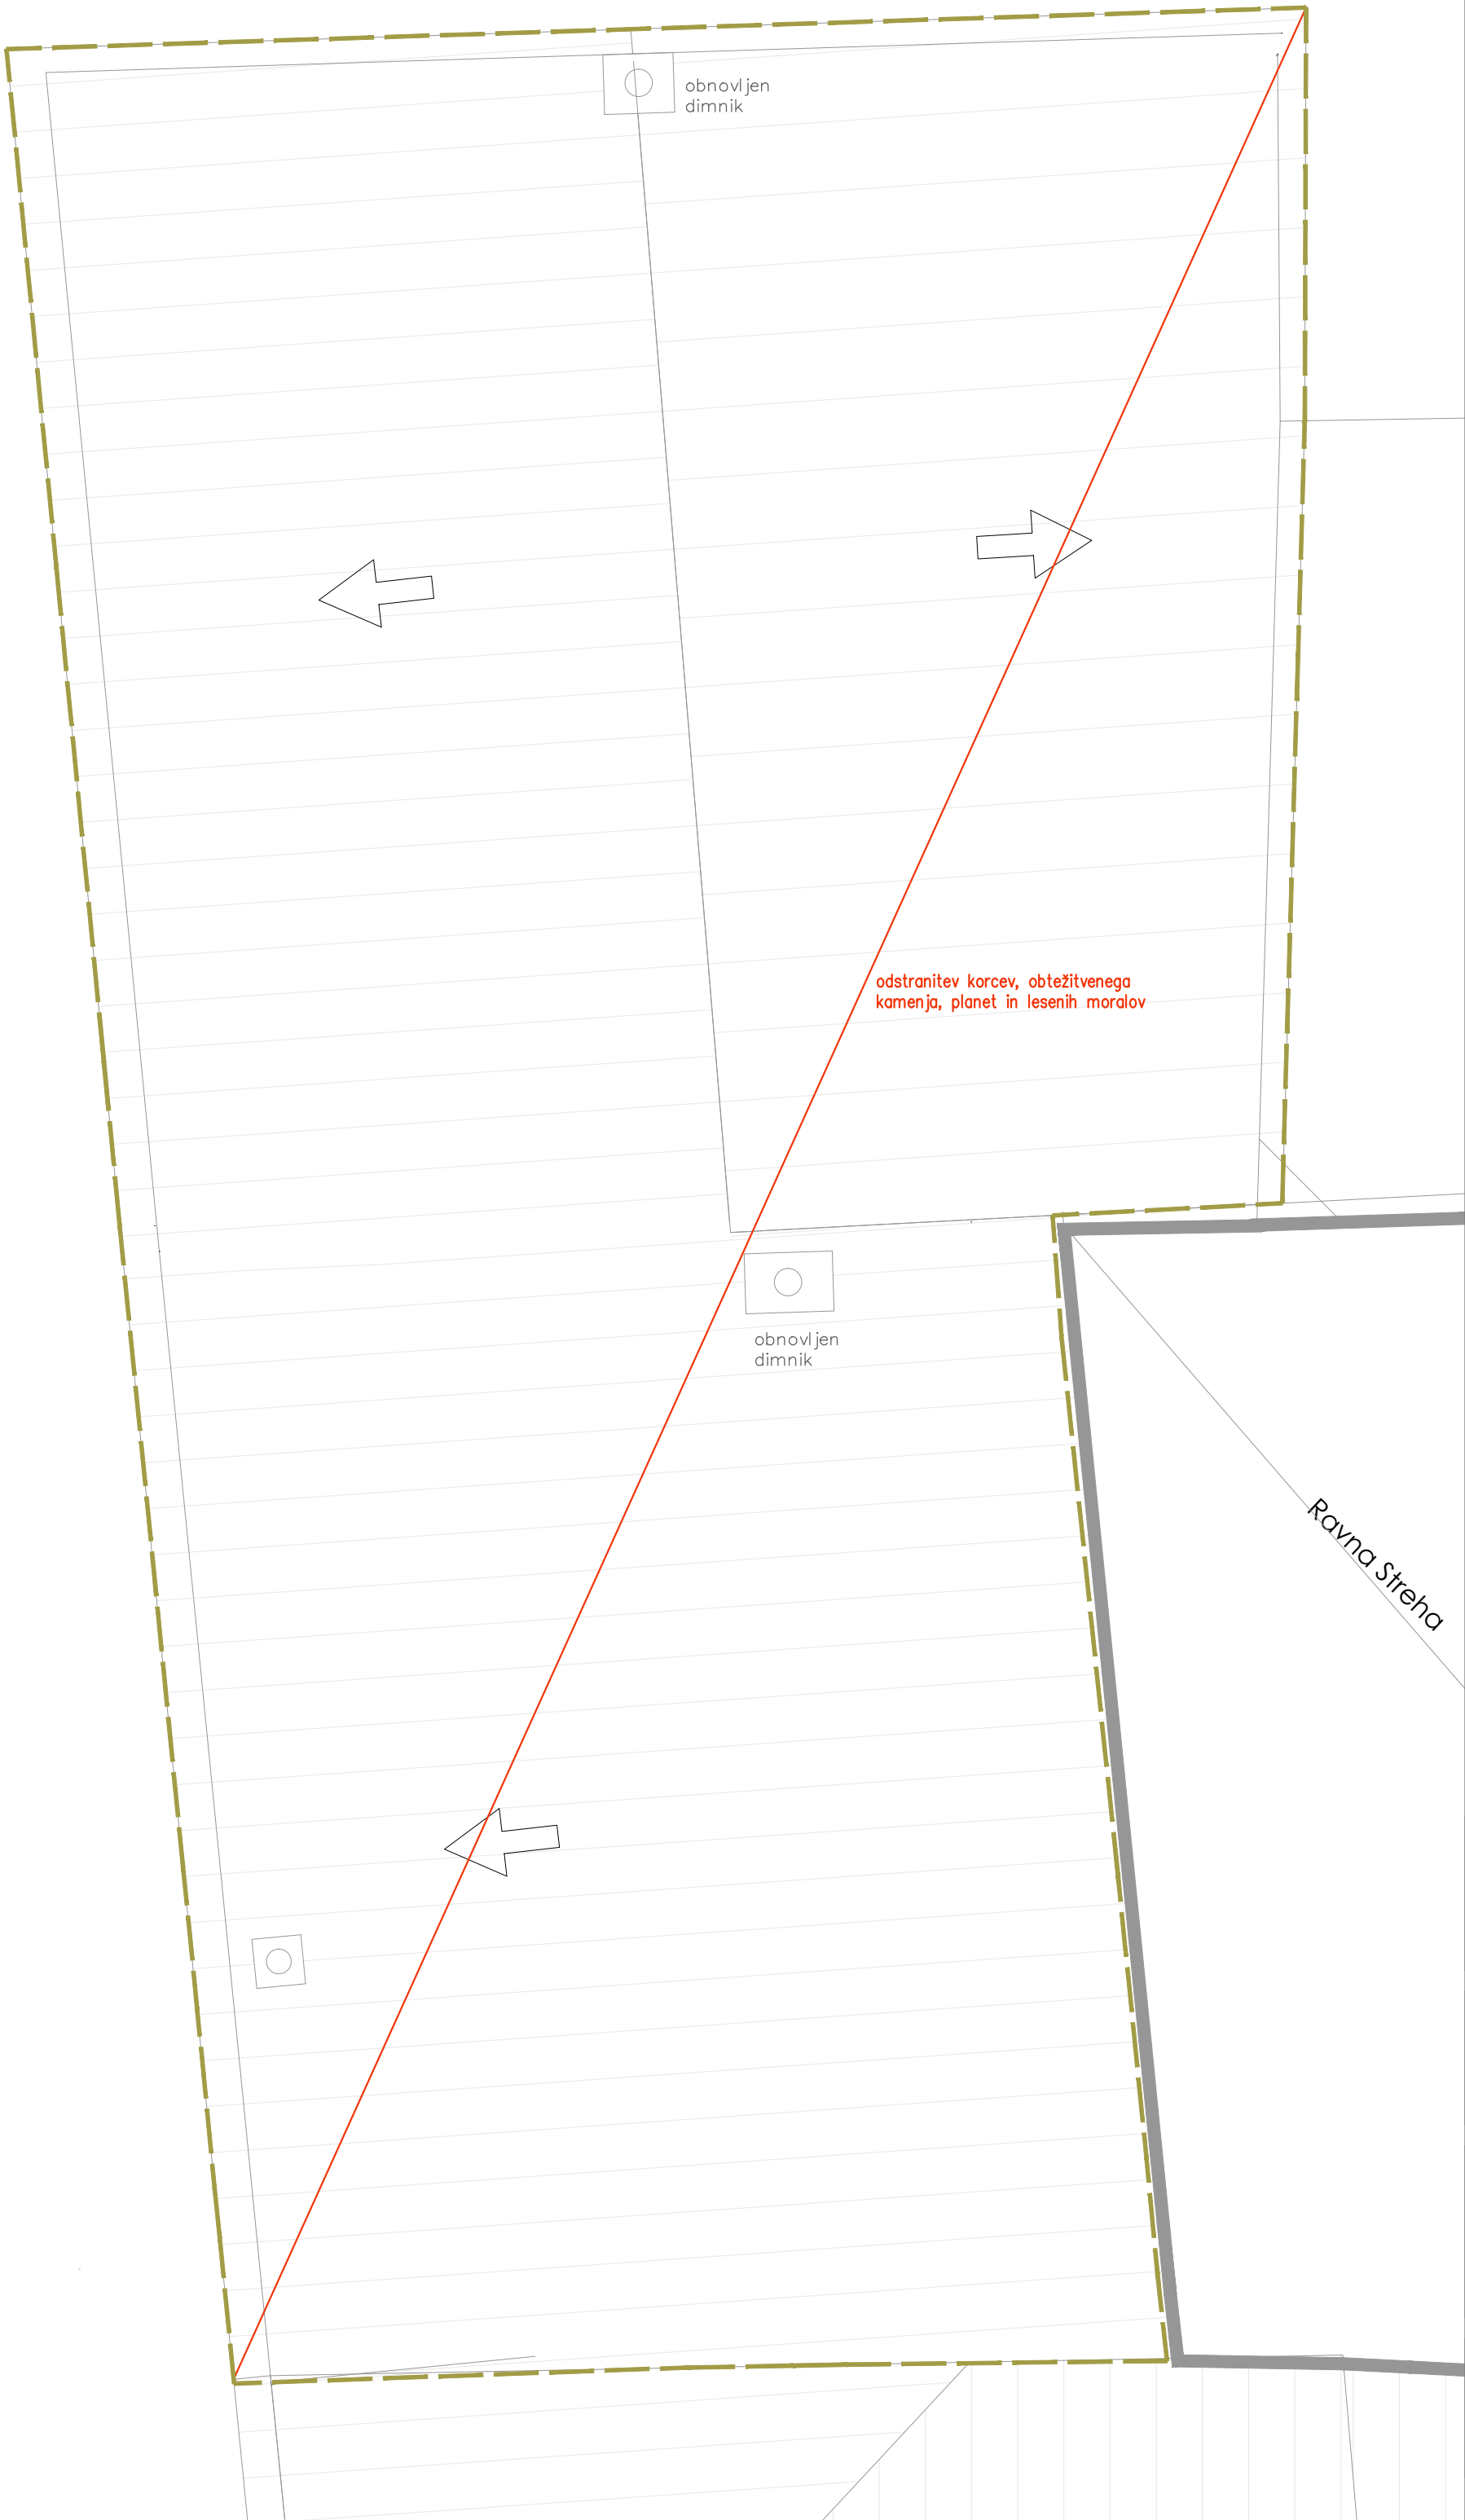 obnovljen
dimnik
odstranitev korcev, obtežitvenega
kamenja, planet in lesenih moralov
obnovljen
dimnik
Ravna Streha